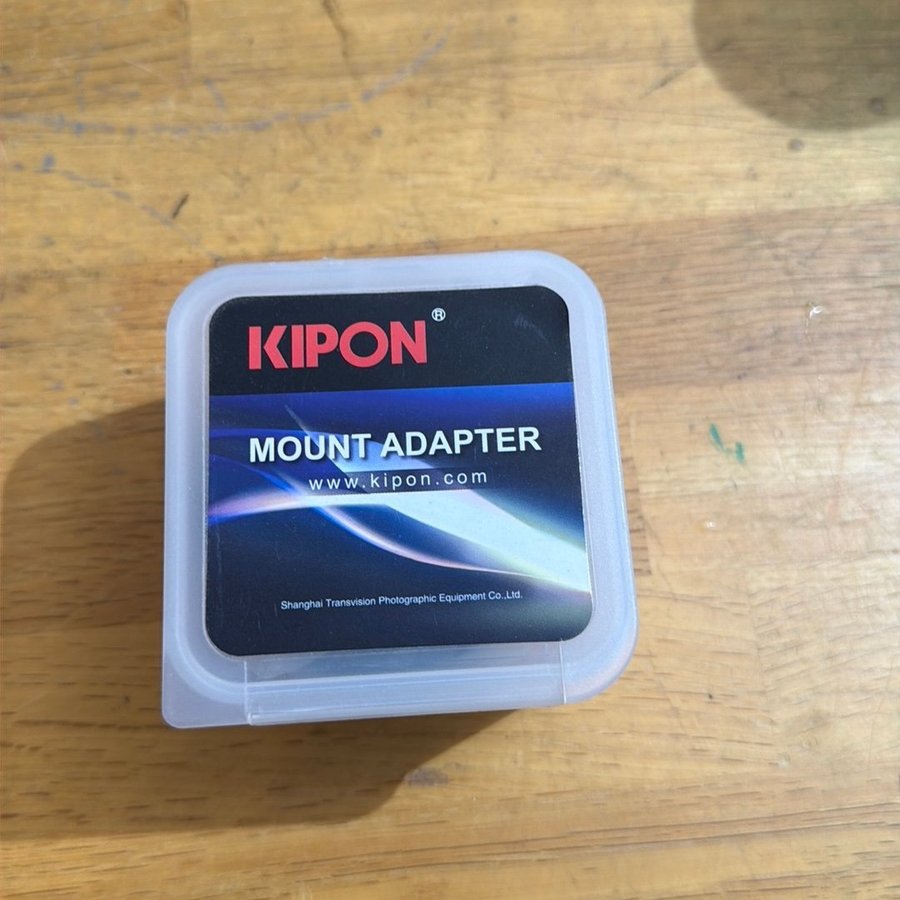 KIPON®
MOUNT ADAPTER
www.kipon.com
Shanghai Transvision Photographic Equipment Co.,Ltd.